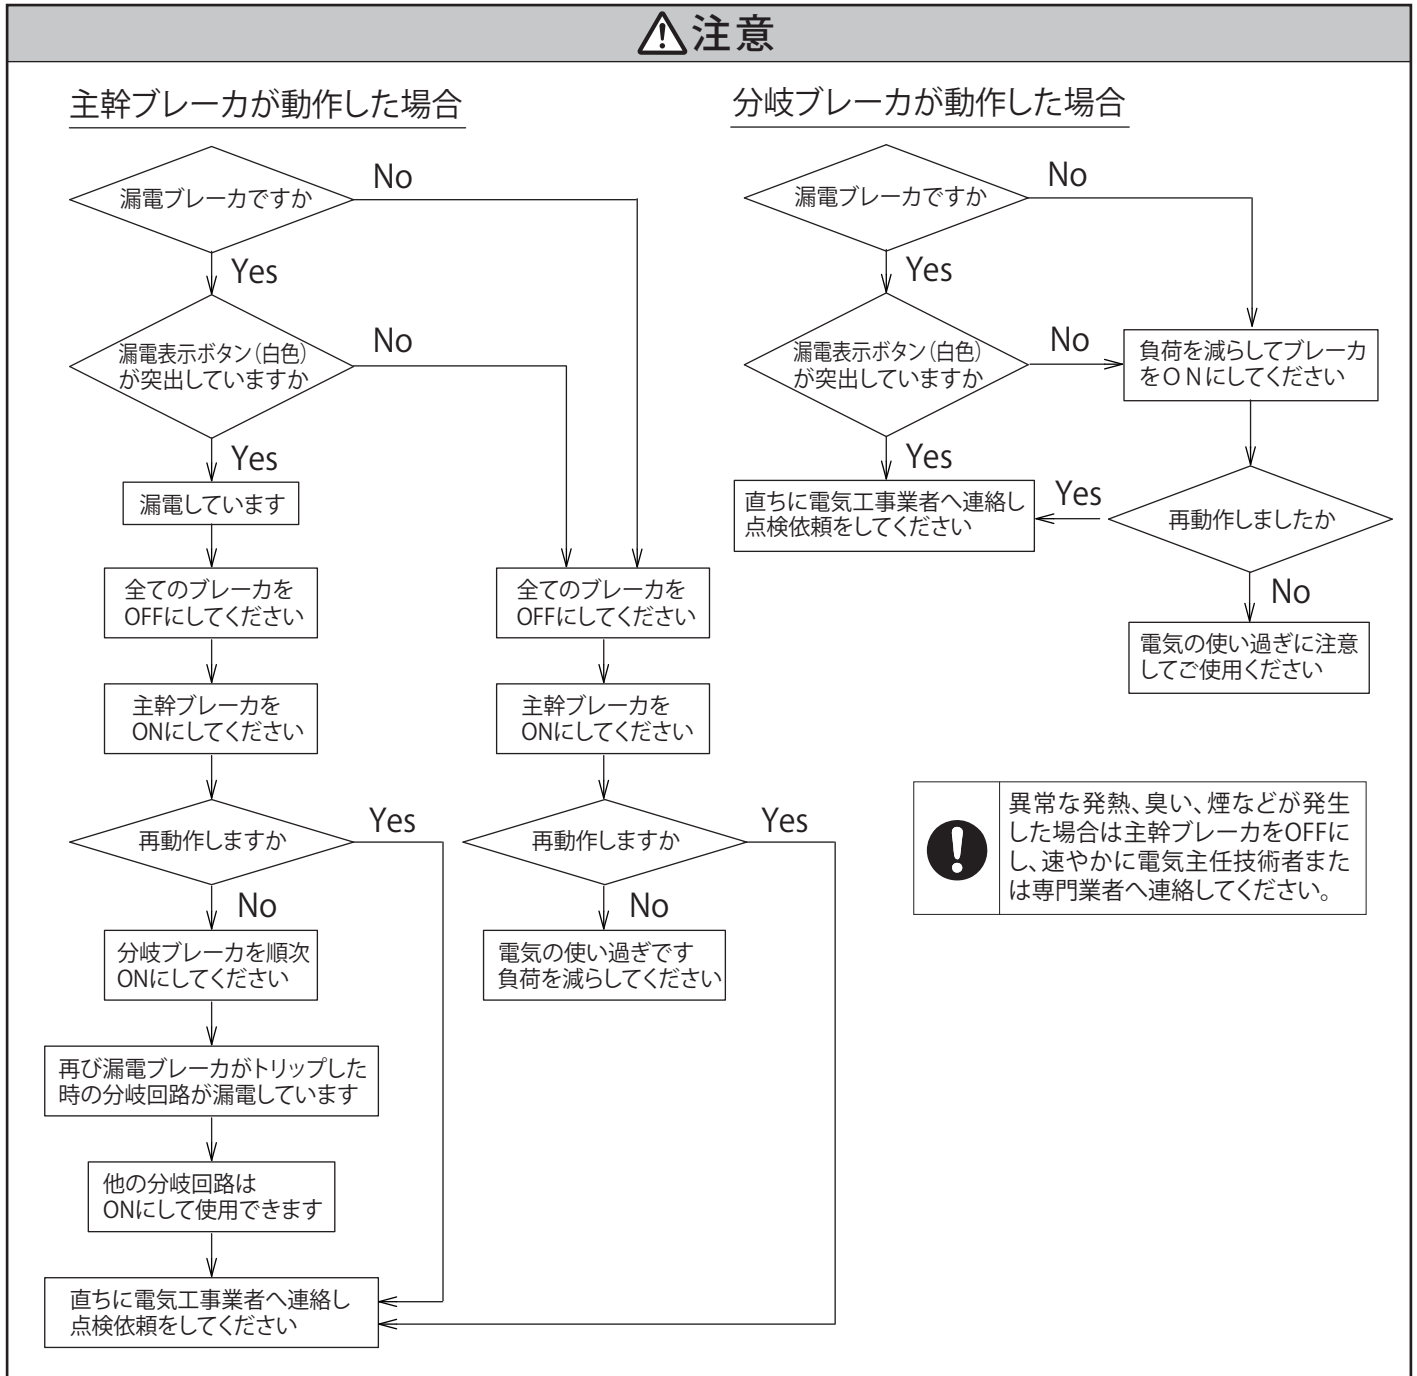 注意
主幹ブレーカが動作した場合
漏電ブレーカですか
No
Yes
漏電表示ボタン(白色)
が突出していますか
No
Yes
漏電しています
全てのブレーカを
OFFにしてください
主幹ブレーカを
ONにしてください
再動作しますか
Yes
No
分岐ブレーカを順次
ONにしてください
再び漏電ブレーカがトリップした
時の分岐回路が漏電しています
他の分岐回路は
ONにして使用できます
直ちに電気工事業者へ連絡し
点検依頼をしてください
全てのブレーカを
OFFにしてください
主幹ブレーカを
ONにしてください
再動作しますか
Yes
No
電気の使い過ぎです
負荷を減らしてください
分岐ブレーカが動作した場合
漏電ブレーカですか
No
Yes
漏電表示ボタン(白色)
が突出していますか
No
Yes
負荷を減らしてブレーカ
をONにしてください
直ちに電気工事業者へ連絡し
点検依頼をしてください
Yes
再動作しましたか
No
電気の使い過ぎに注意
してご使用ください
異常な発熱、臭い、煙などが発生
した場合は主幹ブレーカをOFFに
し、速やかに電気主任技術者また
は専門業者へ連絡してください。